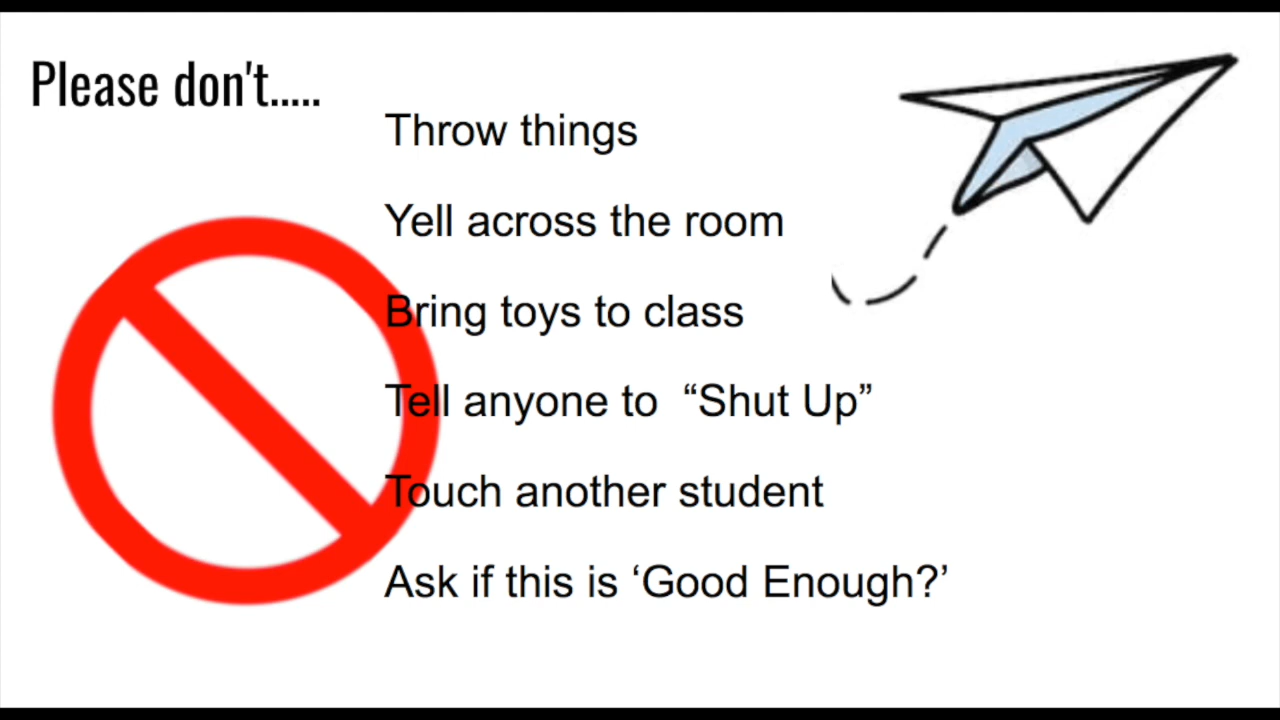 Please don't.....
Throw things
Yell across the room
Bring toys to class
Tell anyone to  “Shut Up”
Touch another student
Ask if this is ‘Good Enough?’